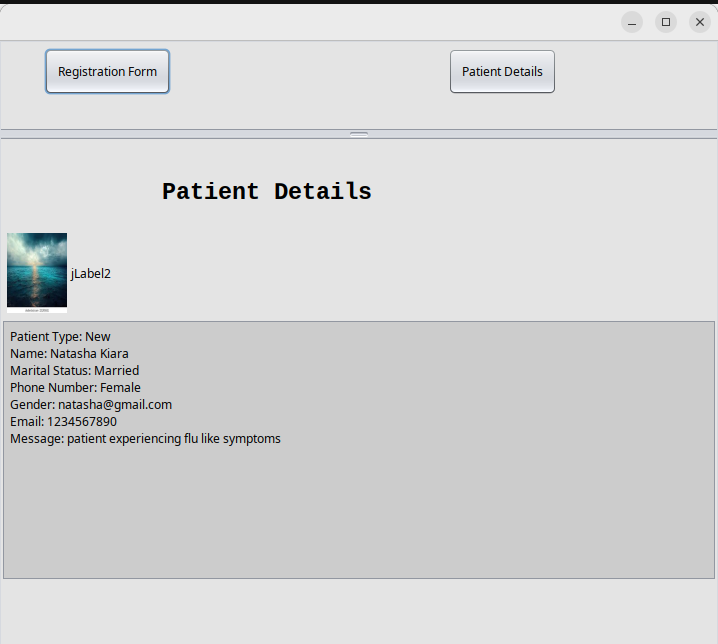 Registration Form
Patient Details
Patient Details
jLabel2
Patient Type: New
Name: Natasha Kiara
Marital Status: Married
Phone Number: Female
Gender: natasha@gmail.com
Email: 1234567890
Message: patient experiencing flu like symptoms